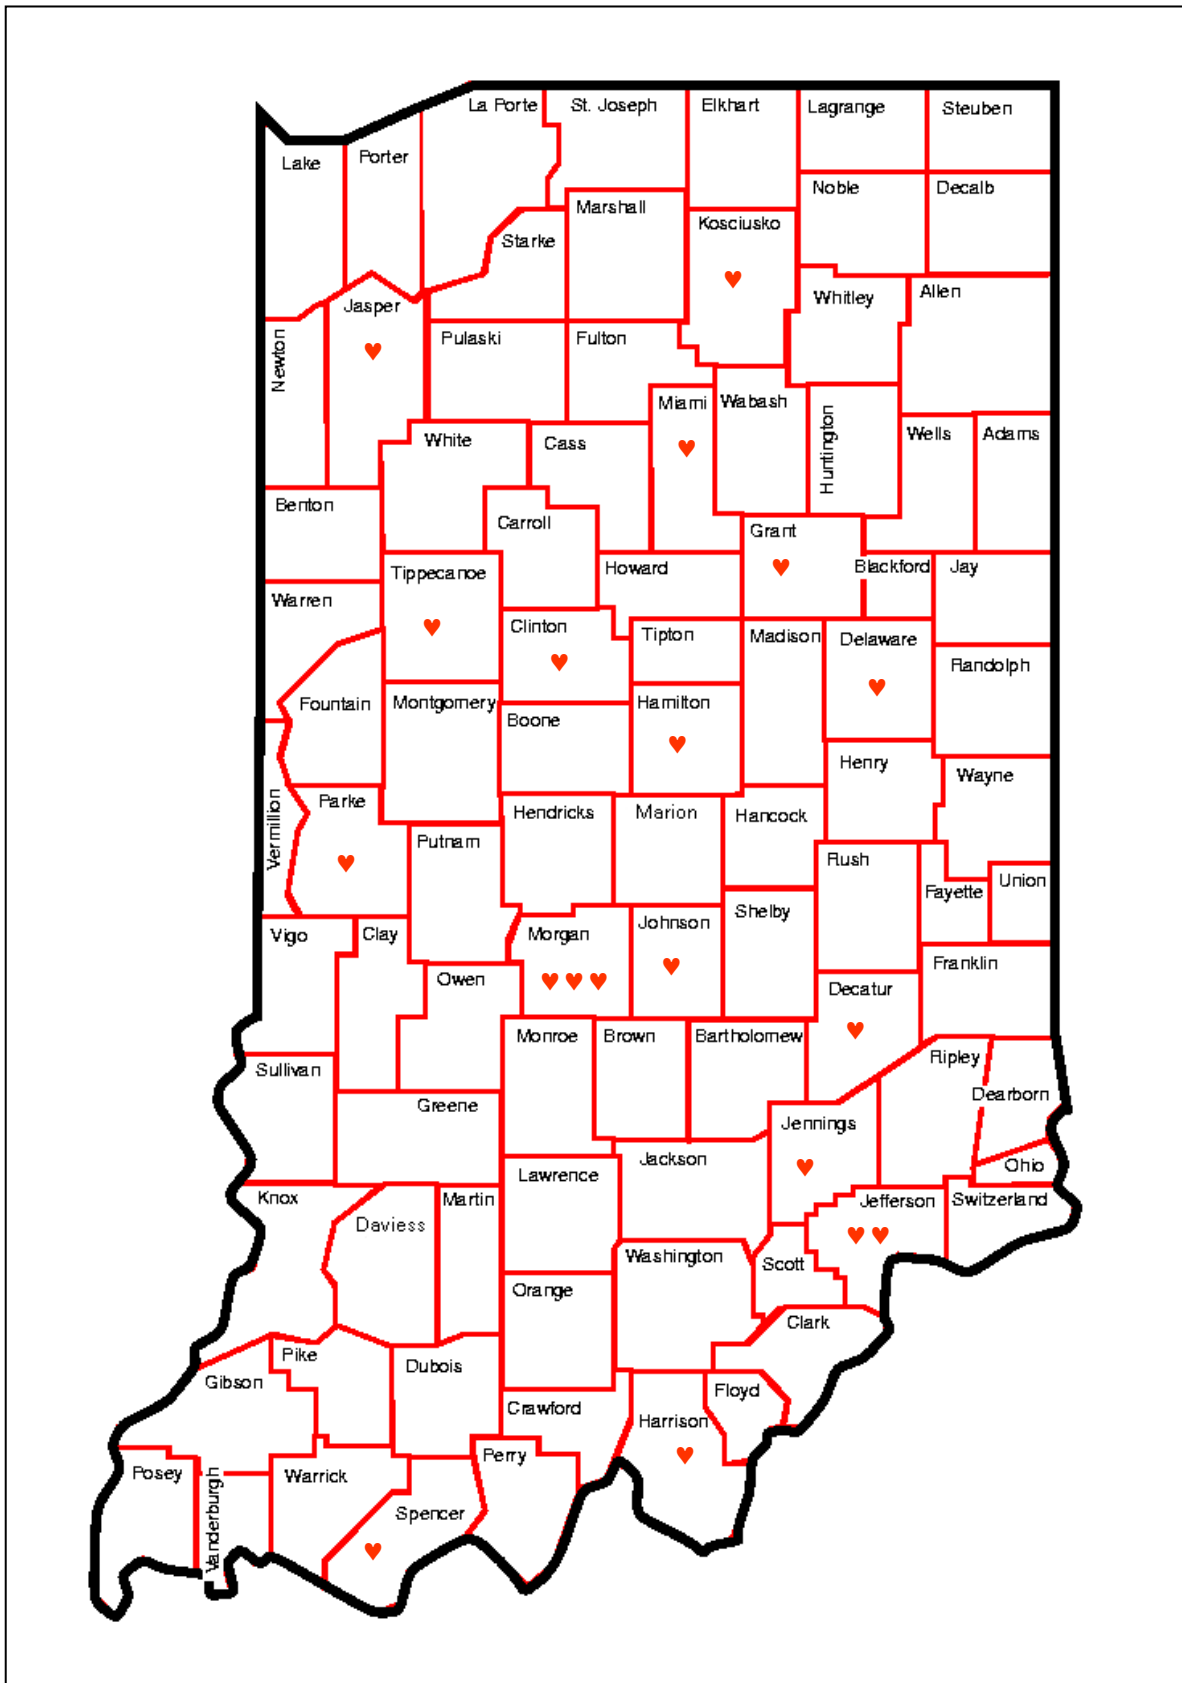 La Porte
St. Joseph
Elkhart
Lagrange
Steuben
Lake
Porter
Noble
Decalb
Marshall
Kosciusko
Starke
Jasper
Whitley
Allen
Newton
Pulaski
Fulton
Miami
Wabash
Huntington
White
Cass
Wells
Adams
Benton
Carroll
Grant
Tippecanoe
Howard
Blackford
Jay
Warren
Clinton
Tipton
Madison
Delaware
Randolph
Fountain
Montgomery
Boone
Hamilton
Henry
Wayne
Vermillion
Parke
Hendricks
Marion
Hancock
Putnam
Rush
Fayette
Union
Vigo
Clay
Morgan
Johnson
Shelby
Owen
Decatur
Franklin
Monroe
Brown
Bartholomew
Ripley
Sullivan
Dearborn
Greene
Jennings
Jackson
Ohio
Lawrence
Knox
Martin
Jefferson
Switzerland
Daviess
Washington
Scott
Orange
Clark
Pike
Dubois
Gibson
Floyd
Crawford
Harrison
Posey
Vanderburgh
Warrick
Perry
Spencer